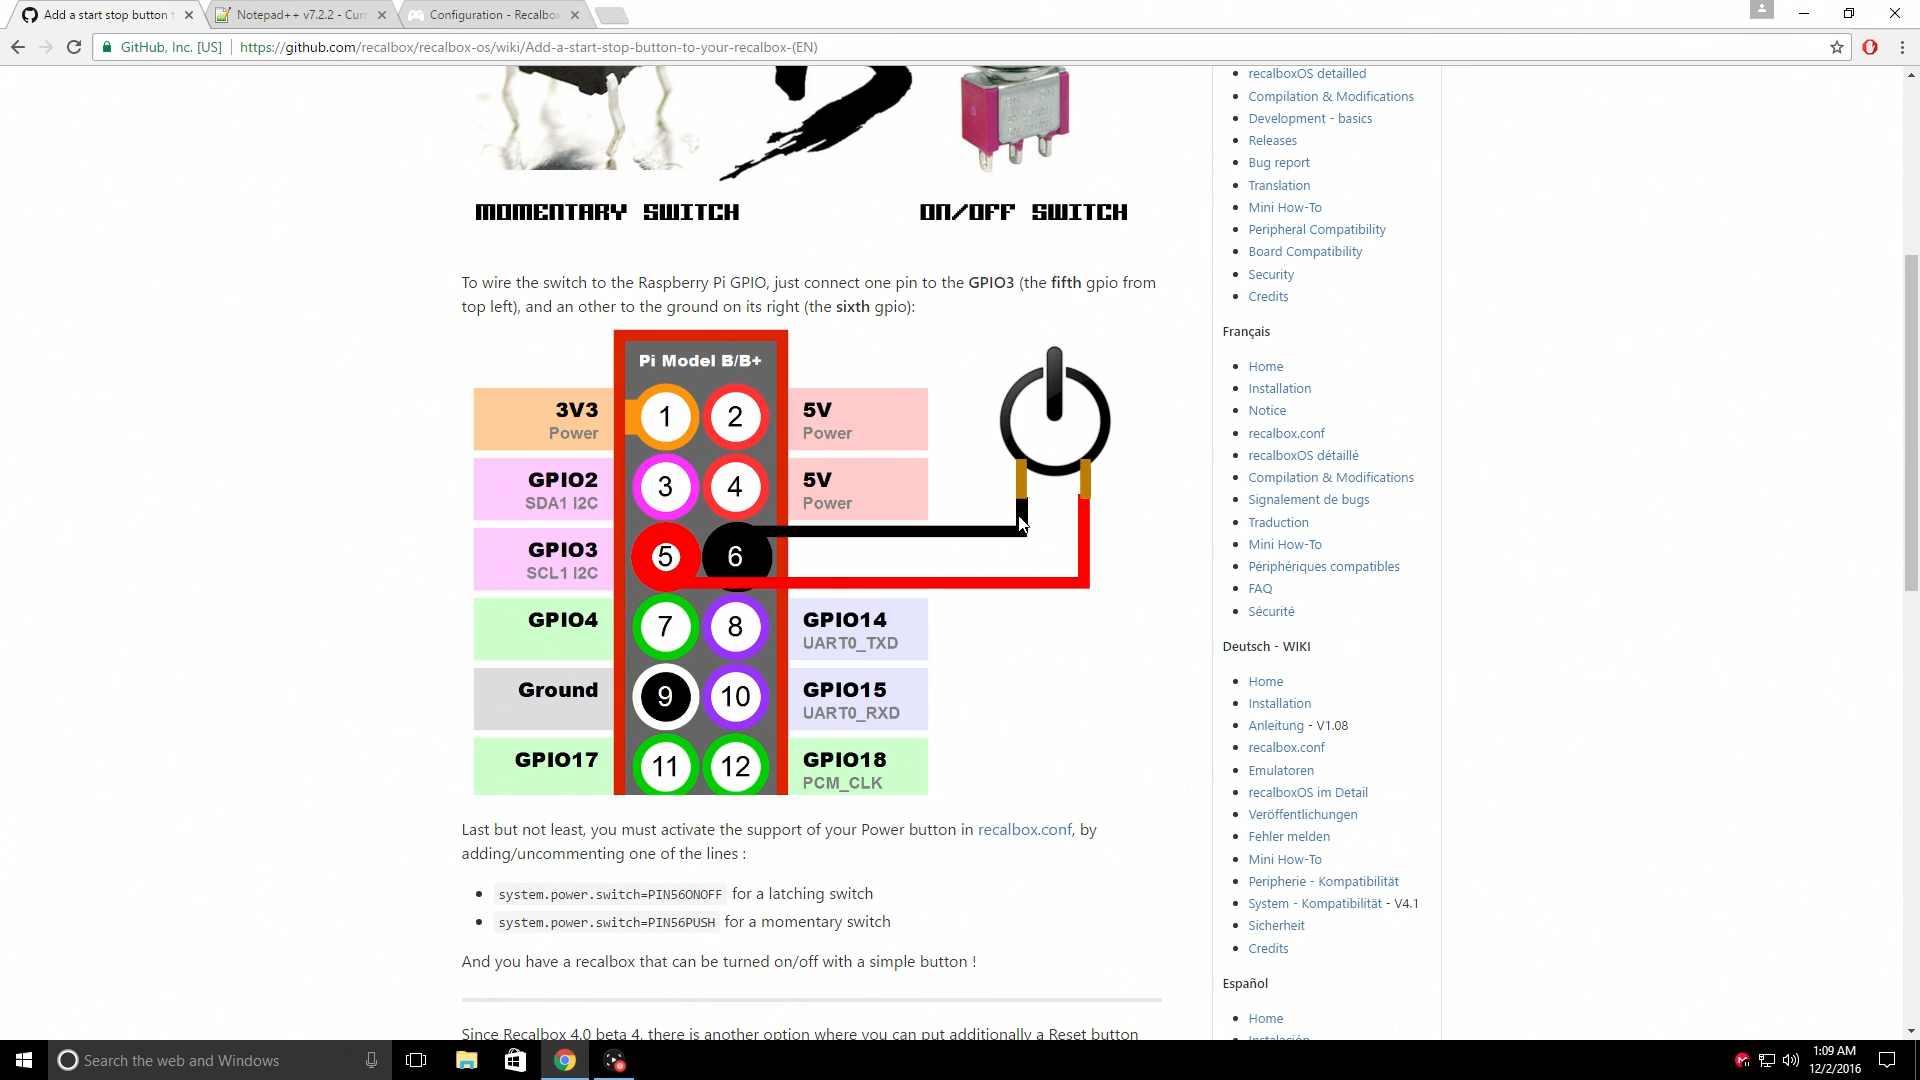 Add a start stop button t
Notepad++ v7.2.2 - Curr
Configuration - Recalbox
GitHub, Inc. [US]
https://github.com/recalbox/recalbox-os/wiki/Add-a-start-stop-button-to-your-recalbox-(EN)
MOMENTARY SWITCH
ON/OFF SWITCH
To wire the switch to the Raspberry Pi GPIO, just connect one pin to the GPIO3 (the fifth gpio from
top left), and an other to the ground on its right (the sixth gpio):
Pi Model B/B+
3V3
Power
1
2
5V
Power
GPIO2
SDA1 I2C
3
4
5V
Power
GPIO3
SCL1 I2C
5
6
GPIO4
7
8
GPIO14
UART0_TXD
Ground
9
10
GPIO15
UART0_RXD
GPIO17
11
12
GPIO18
PCM_CLK
Last but not least, you must activate the support of your Power button in recalbox.conf, by
adding/uncommenting one of the lines :
system.power.switch=PIN56ONOFF for a latching switch
system.power.switch=PIN56PUSH for a momentary switch
And you have a recalbox that can be turned on/off with a simple button !
Since Recalbox 4.0 beta 4, there is another option where you can put additionally a Reset button
recalboxOS detailled
Compilation & Modifications
Development - basics
Releases
Bug report
Translation
Mini How-To
Peripheral Compatibility
Board Compatibility
Security
Credits
Français
Home
Installation
Notice
recalbox.conf
recalboxOS détaillé
Compilation & Modifications
Signalement de bugs
Traduction
Mini How-To
Périphériques compatibles
FAQ
Sécurité
Deutsch - WIKI
Home
Installation
Anleitung - V1.08
recalbox.conf
Emulatoren
recalboxOS im Detail
Veröffentlichungen
Fehler melden
Mini How-To
Peripherie - Kompatibilität
System - Kompatibilität - V4.1
Sicherheit
Credits
Español
Home
Instalación
Search the web and Windows
1:09 AM
12/2/2016